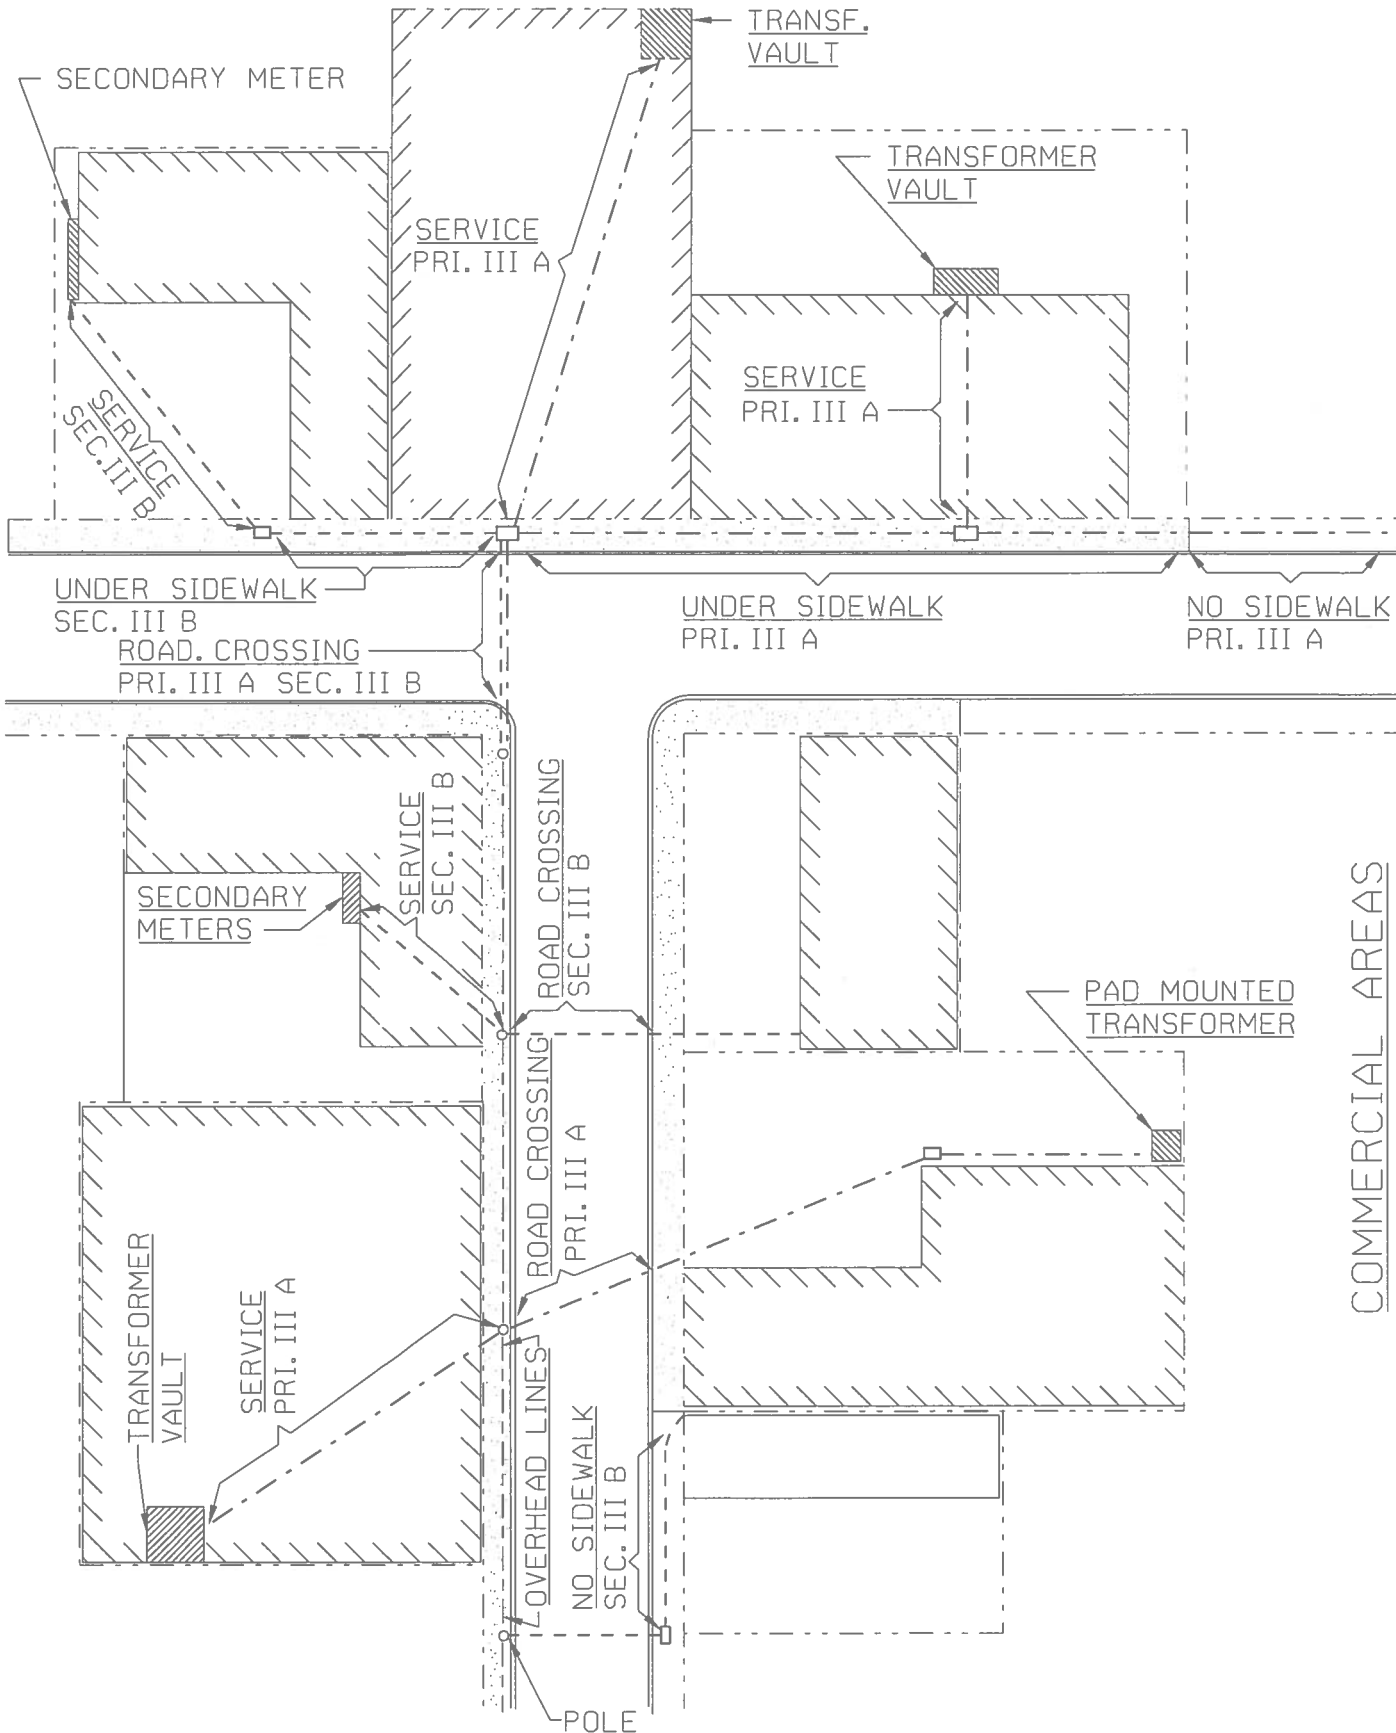 TRANSF.
VAULT
SECONDARY METER
TRANSFORMER
VAULT
SERVICE
PRI. III A
SERVICE
PRI. III A
SERVICE
SEC. III B
UNDER SIDEWALK
SEC. III B
UNDER SIDEWALK
PRI. III A
NO SIDEWALK
PRI. III A
ROAD. CROSSING
PRI. III A SEC. III B
SERVICE
SEC. III B
ROAD CROSSING
SEC. III B
SECONDARY
METERS
PAD MOUNTED
TRANSFORMER
COMMERCIAL AREAS
ROAD CROSSING
PRI. III A
TRANSFORMER
VAULT
SERVICE
PRI. III A
OVERHEAD LINES
NO SIDEWALK
SEC. III B
POLE